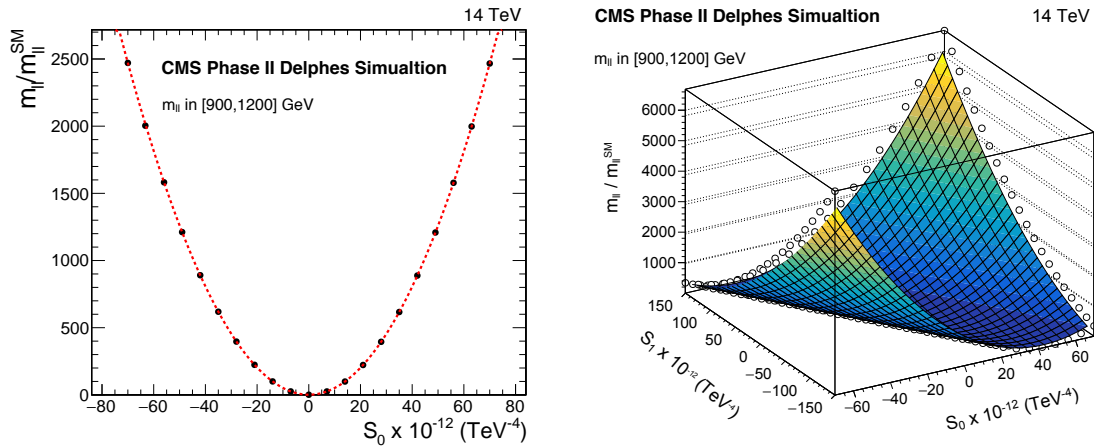 14 TeV
m_ll/m_ll^SM
CMS Phase II Delphes Simualtion
m_ll in [900,1200] GeV
2500
2000
1500
1000
500
0
−80 −60 −40 −20 0 20 40 60 80
S_0 x 10^-12 (TeV^-4)
CMS Phase II Delphes Simualtion 14 TeV
m_ll in [900,1200] GeV
m_ll / m_ll^SM
6000
5000
4000
3000
2000
1000
150
100
50
0
−50
−100
−150
S_1 x 10^-12 (TeV^-4)
−60 −40 −20 0 20 40 60
S_0 x 10^-12 (TeV^-4)